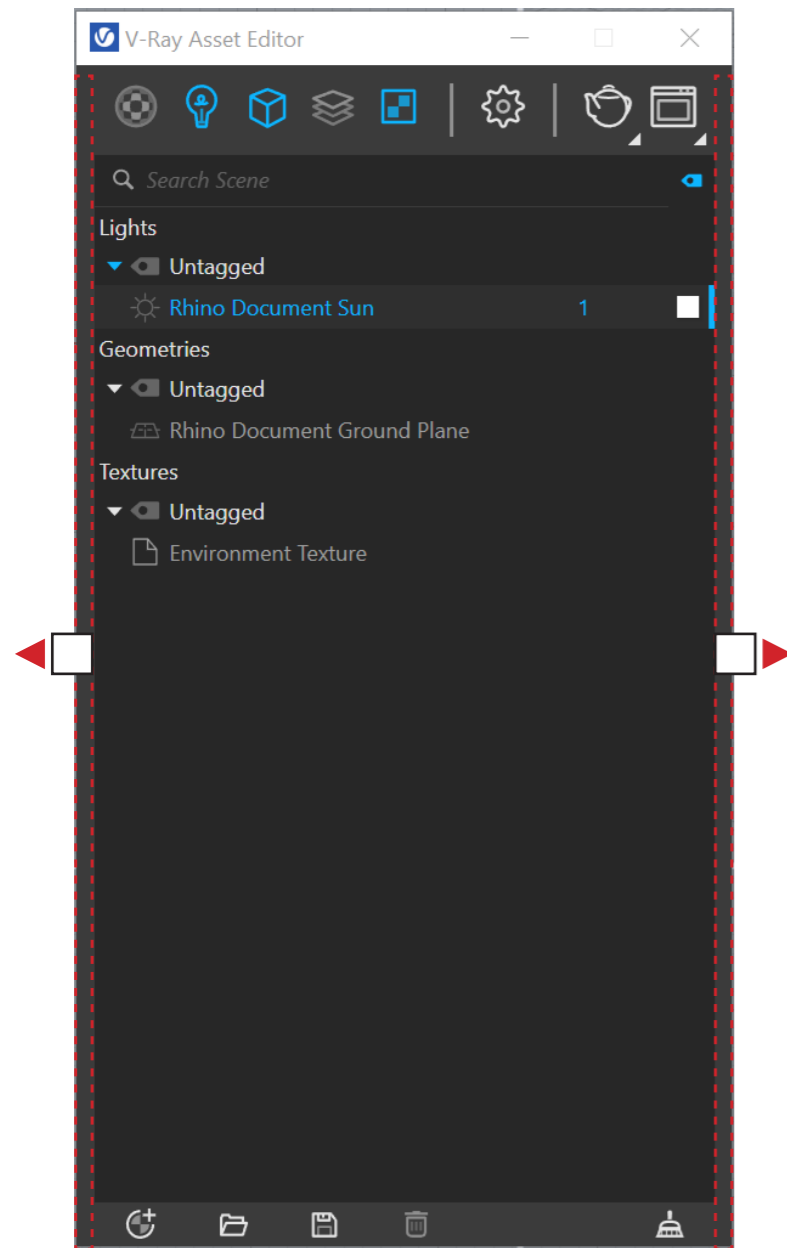 V-Ray Asset Editor
Search Scene
Lights
Untagged
Rhino Document Sun 1
Geometries
Untagged
Rhino Document Ground Plane
Textures
Untagged
Environment Texture